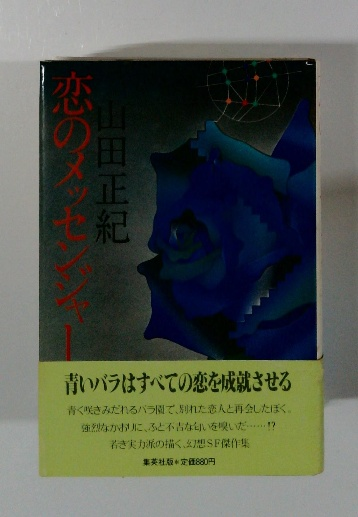 恋のメッセンジャー
山田正紀
青いバラはすべての恋を成就させる
青く咲きみだれるバラ園で、別れた恋人と再会したぼく。
強烈なかおりに、ふと不吉な匂いを嗅いだ……!?
若き実力派の描く、幻想SF傑作集
集英社版*定価880円